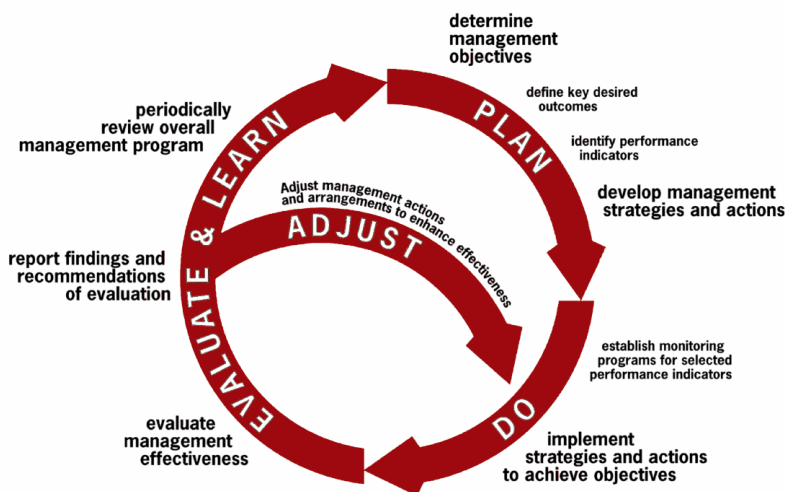 determine
management
objectives
define key desired
outcomes
PLAN
identify performance
indicators
develop management
strategies and actions
establish monitoring
programs for selected
performance indicators
DO
implement
strategies and actions
to achieve objectives
evaluate
management
effectiveness
EVALUATE & LEARN
report findings and
recommendations
of evaluation
periodically
review overall
management program
Adjust management actions
and arrangements to enhance effectiveness
ADJUST